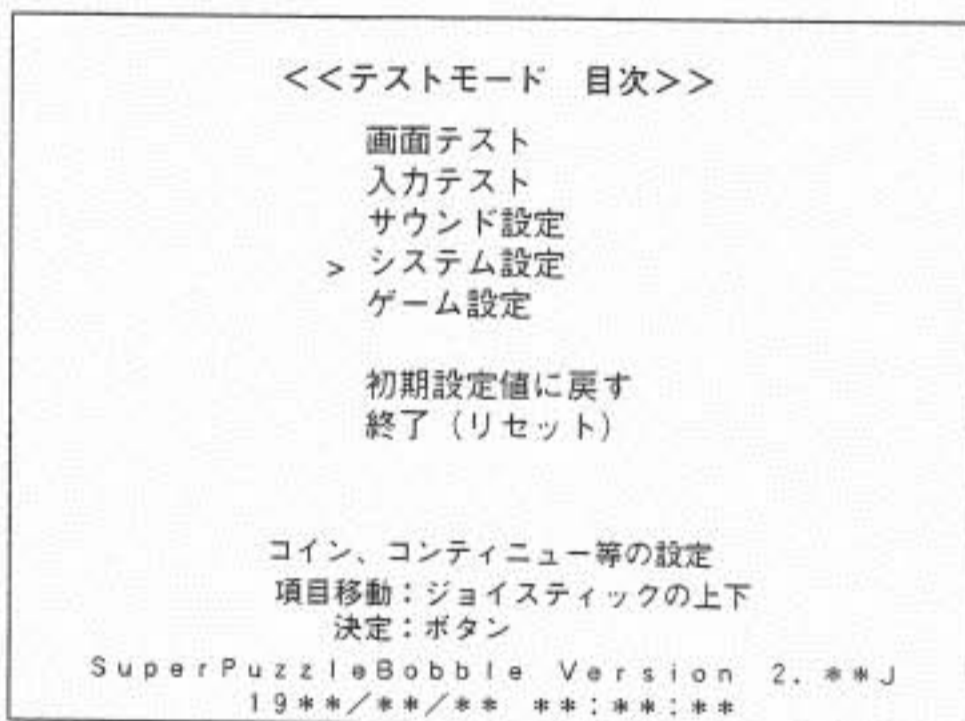 ＜＜テストモード　目次＞＞
画面テスト
入力テスト
サウンド設定
> システム設定
ゲーム設定
初期設定値に戻す
終了（リセット）
コイン、コンティニュー等の設定
項目移動：ジョイスティックの上下
決定：ボタン
SuperPuzzleBobble Version 2.**J
19**/**/** **:**:**